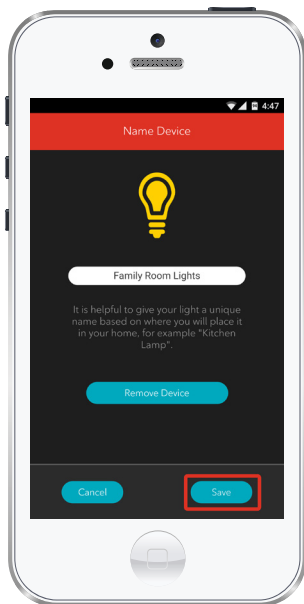 4:47
Name Device
Family Room Lights
It is helpful to give your light a unique
name based on where you will place it
in your home, for example "Kitchen
Lamp".
Remove Device
Cancel
Save